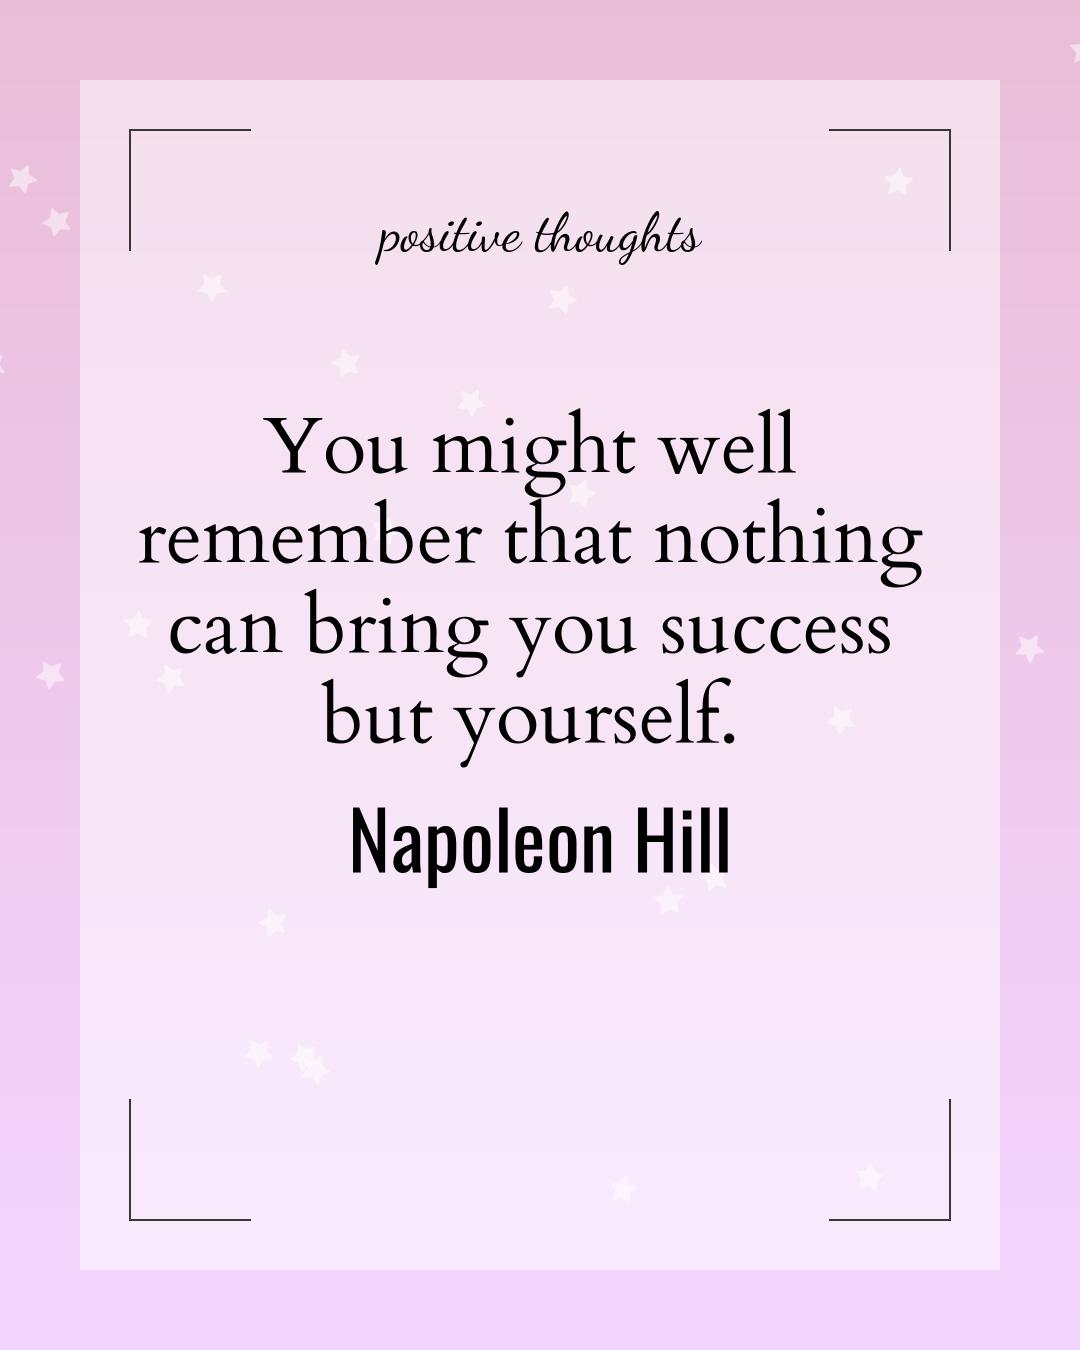 positive thoughts
You might well
remember that nothing
can bring you success
but yourself.
Napoleon Hill